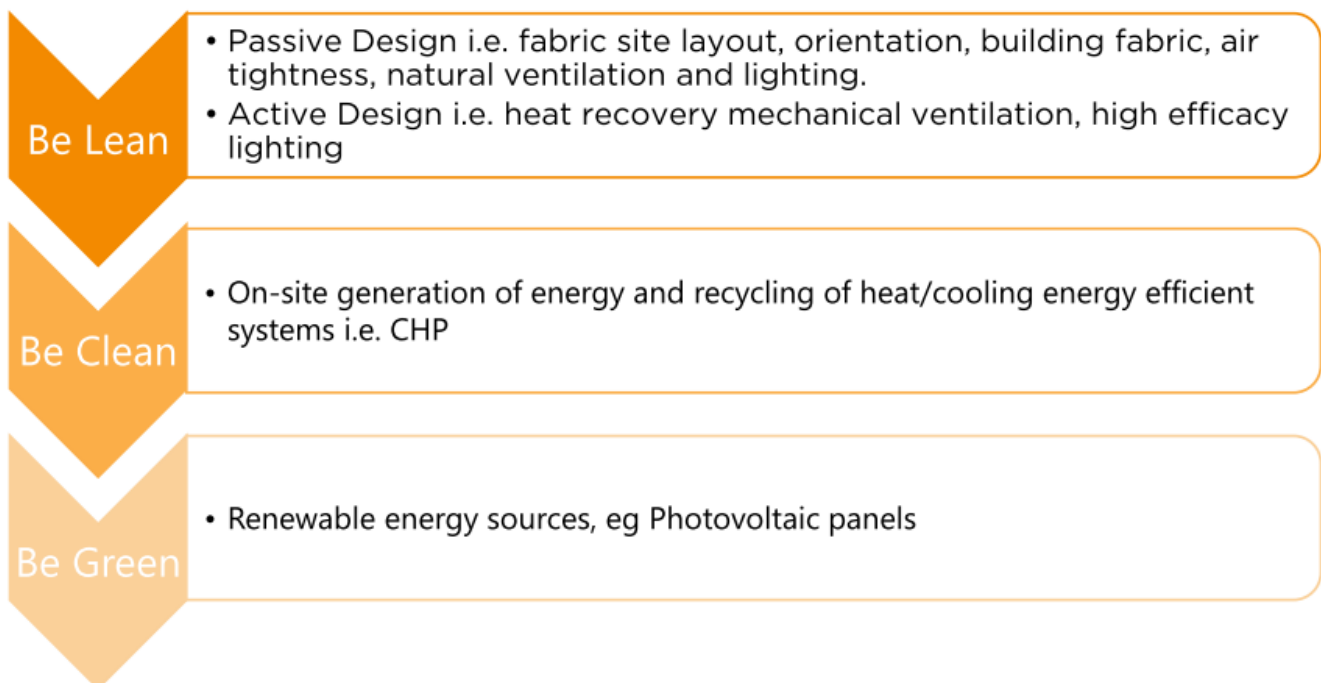 Be Lean
• Passive Design i.e. fabric site layout, orientation, building fabric, air
tightness, natural ventilation and lighting.
• Active Design i.e. heat recovery mechanical ventilation, high efficacy
lighting
Be Clean
• On-site generation of energy and recycling of heat/cooling energy efficient
systems i.e. CHP
Be Green
• Renewable energy sources, eg Photovoltaic panels